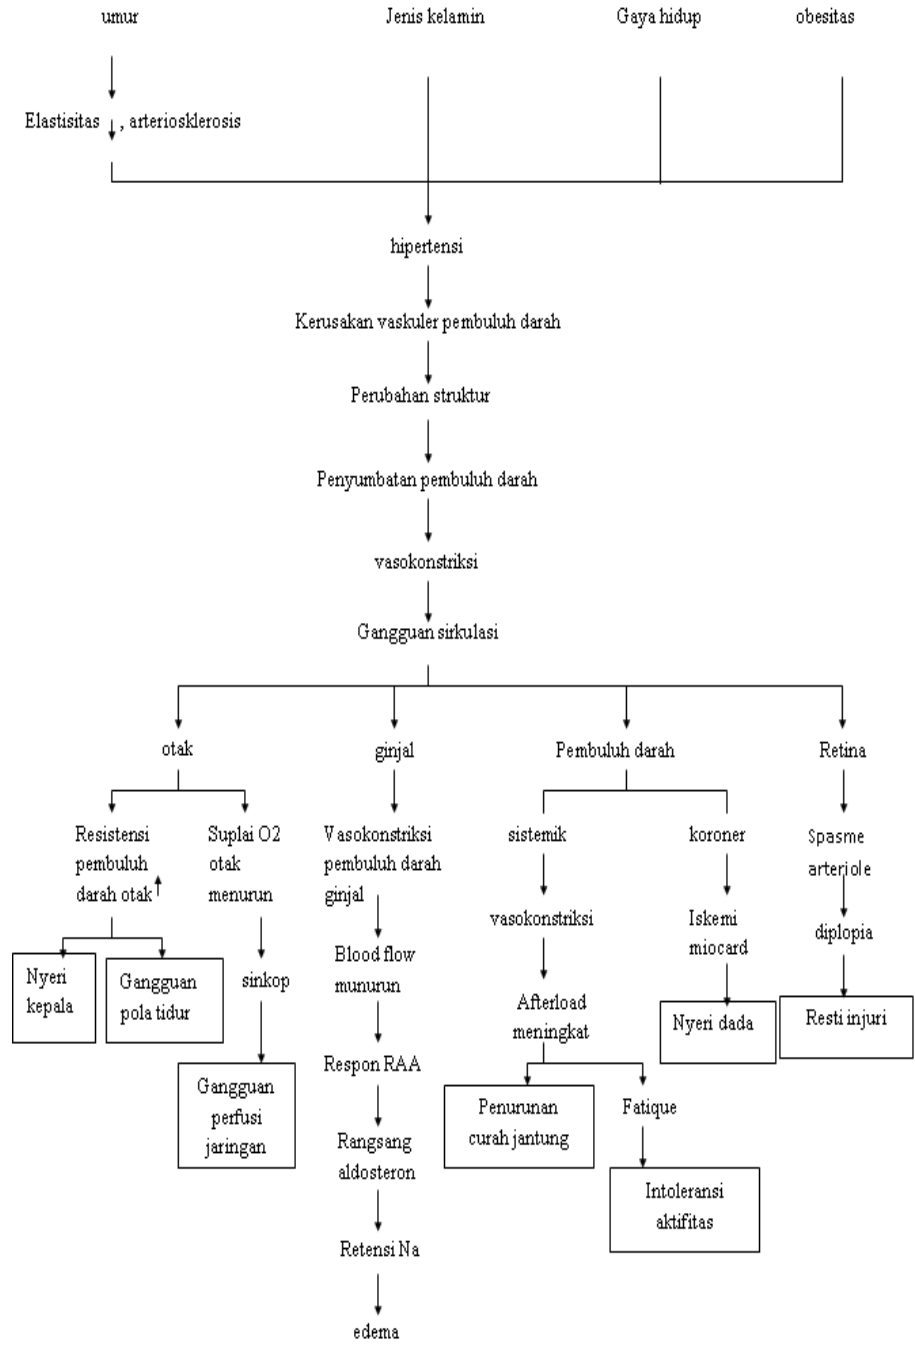 umur
Jenis kelamin
Gaya hidup
obesitas
Elastisitas ↓ , arteriosklerosis
hipertensi
Kerusakan vaskuler pembuluh darah
Perubahan struktur
Penyumbatan pembuluh darah
vasokonstriksi
Gangguan sirkulasi
otak
ginjal
Pembuluh darah
Retina
Resistensi
pembuluh
darah otak ↑
Suplai O2
otak
menurun
Vasokonstriksi
pembuluh darah
ginjal
sistemik
koroner
Spasme
arteriole
vasokonstriksi
Iskemi
miocard
diplopia
Nyeri
kepala
Gangguan
pola tidur
sinkop
Blood flow
munurun
Afterload
meningkat
Nyeri dada
Resti injuri
Gangguan
perfusi
jaringan
Respon RAA
Penurunan
curah jantung
Fatique
Rangsang
aldosteron
Intoleransi
aktifitas
Retensi Na
edema